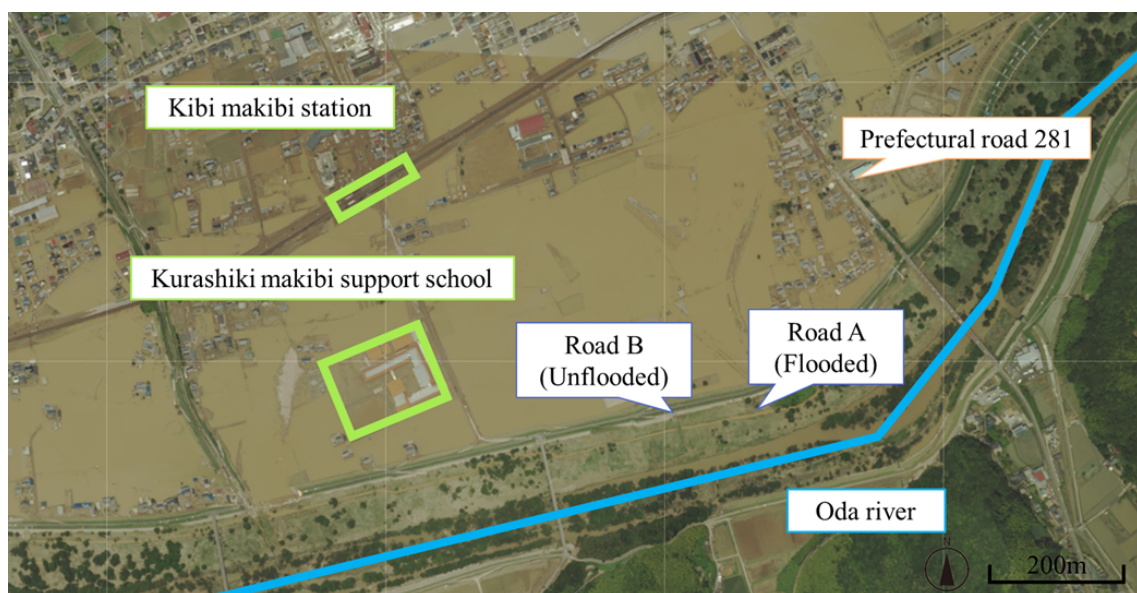 Kibi makibi station
Prefectural road 281
Kurashiki makibi support school
Road B
(Unflooded)
Road A
(Flooded)
Oda river
N
200m